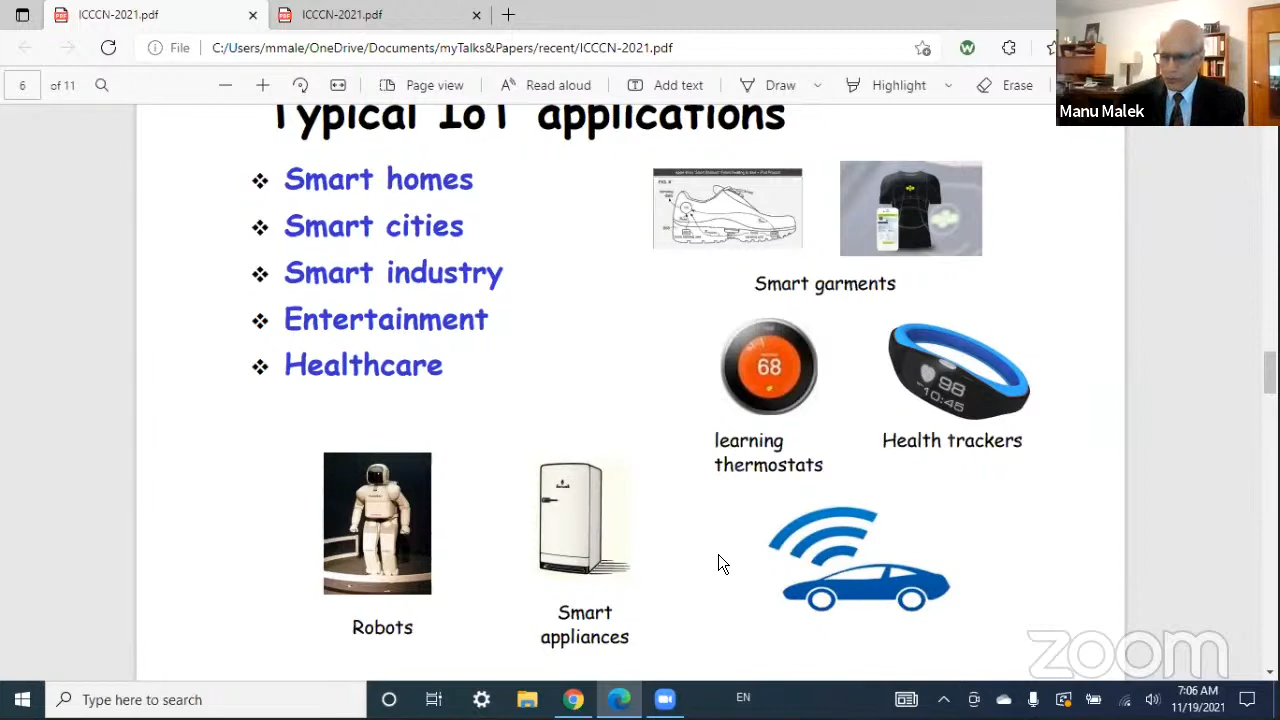 ICCCN-2021.pdf
ICCCN-2021.pdf
File
C:/Users/mmale/OneDrive/Documents/myTalks&Papers/recent/ICCCN-2021.pdf
6 of 11
Page view
Read aloud
Add text
Draw
Highlight
Erase
Manu Malek
Typical IoT applications
Smart homes
Smart cities
Smart industry
Entertainment
Healthcare
Smart garments
68
learning
thermostats
98
10:45
Health trackers
Robots
Smart
appliances
zoom
Type here to search
EN
7:06 AM
11/19/2021